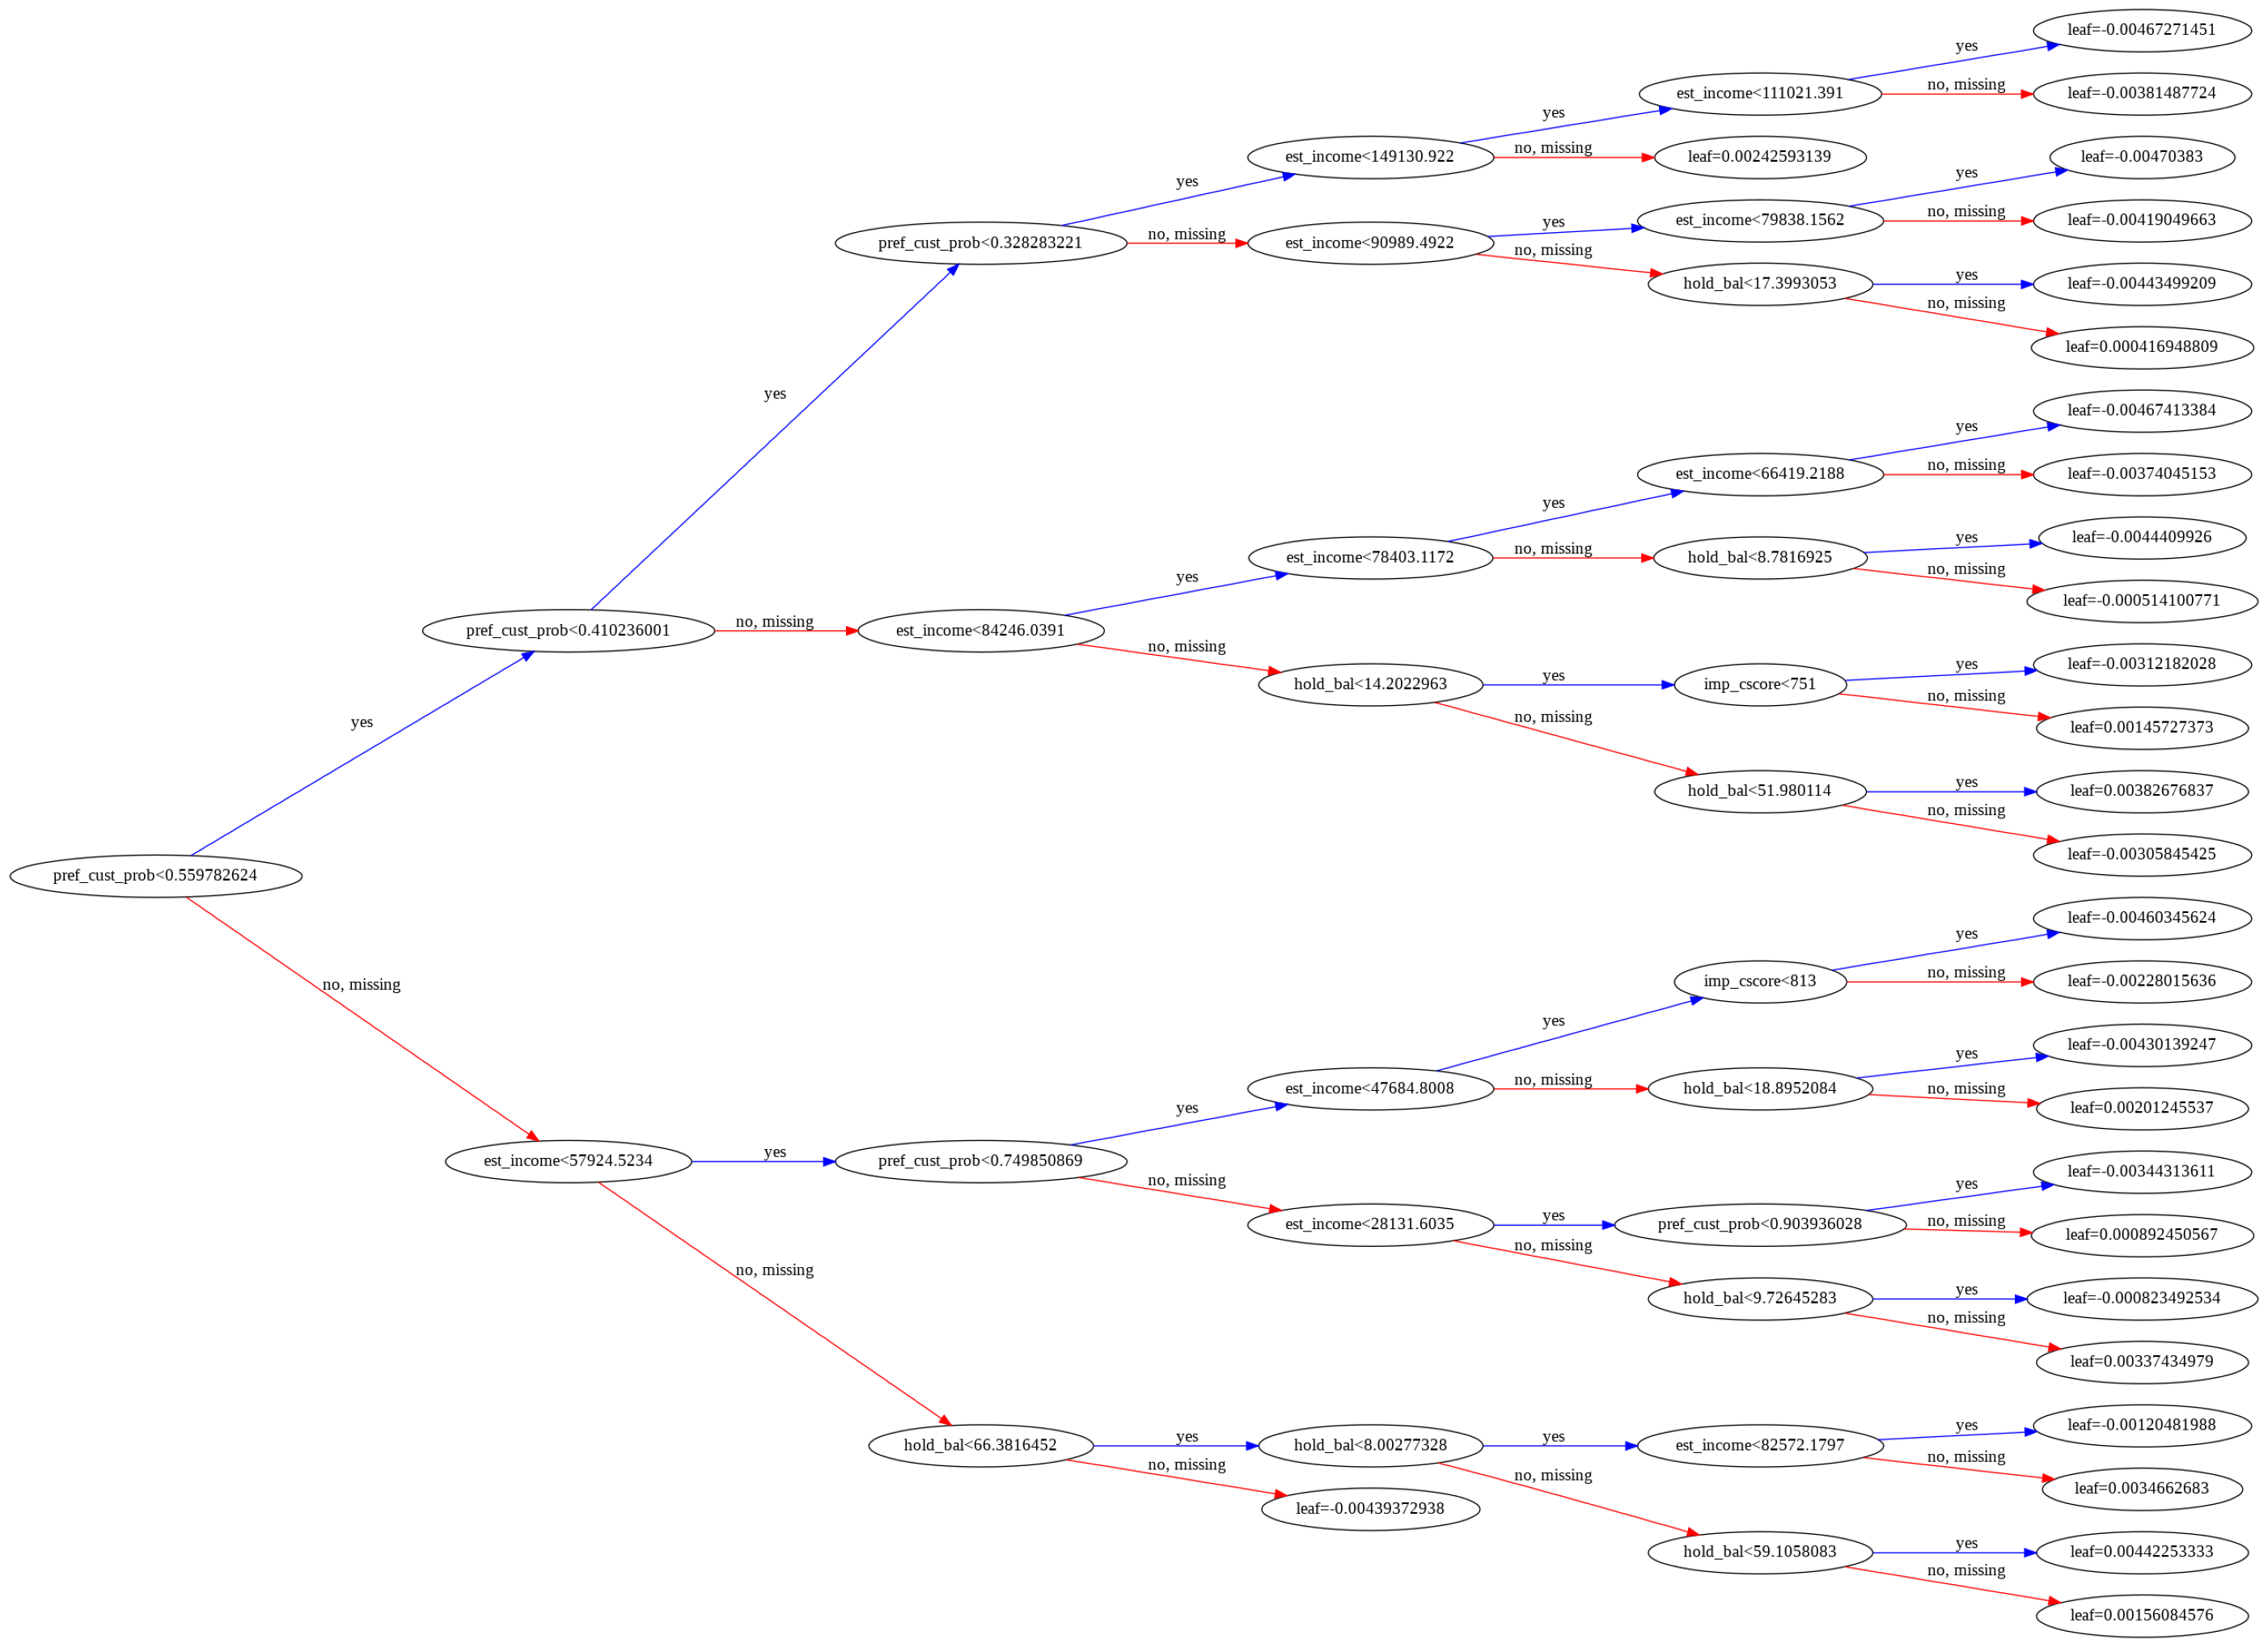 leaf=-0.00467271451
yes
est_income<111021.391
no, missing
leaf=-0.00381487724
yes
est_income<149130.922
no, missing
leaf=0.00242593139
leaf=-0.00470383
yes
yes
pref_cust_prob<0.328283221
no, missing
est_income<90989.4922
yes
est_income<79838.1562
no, missing
leaf=-0.00419049663
no, missing
hold_bal<17.3993053
yes
leaf=-0.00443499209
no, missing
leaf=0.000416948809
yes
leaf=-0.00467413384
yes
est_income<66419.2188
no, missing
leaf=-0.00374045153
yes
est_income<78403.1172
no, missing
hold_bal<8.7816925
yes
leaf=-0.0044409926
no, missing
leaf=-0.000514100771
yes
pref_cust_prob<0.410236001
no, missing
est_income<84246.0391
no, missing
hold_bal<14.2022963
yes
imp_cscore<751
yes
leaf=-0.00312182028
no, missing
leaf=0.00145727373
no, missing
hold_bal<51.980114
yes
leaf=0.00382676837
no, missing
leaf=-0.00305845425
yes
pref_cust_prob<0.559782624
no, missing
leaf=-0.00460345624
yes
imp_cscore<813
no, missing
leaf=-0.00228015636
yes
est_income<47684.8008
no, missing
hold_bal<18.8952084
yes
leaf=-0.00430139247
no, missing
leaf=0.00201245537
yes
est_income<57924.5234
yes
pref_cust_prob<0.749850869
no, missing
est_income<28131.6035
yes
pref_cust_prob<0.903936028
yes
leaf=-0.00344313611
no, missing
leaf=0.000892450567
no, missing
hold_bal<9.72645283
yes
leaf=-0.000823492534
no, missing
leaf=0.00337434979
no, missing
hold_bal<66.3816452
yes
hold_bal<8.00277328
yes
est_income<82572.1797
yes
leaf=-0.00120481988
no, missing
leaf=0.0034662683
no, missing
leaf=-0.00439372938
no, missing
hold_bal<59.1058083
yes
leaf=0.00442253333
no, missing
leaf=0.00156084576